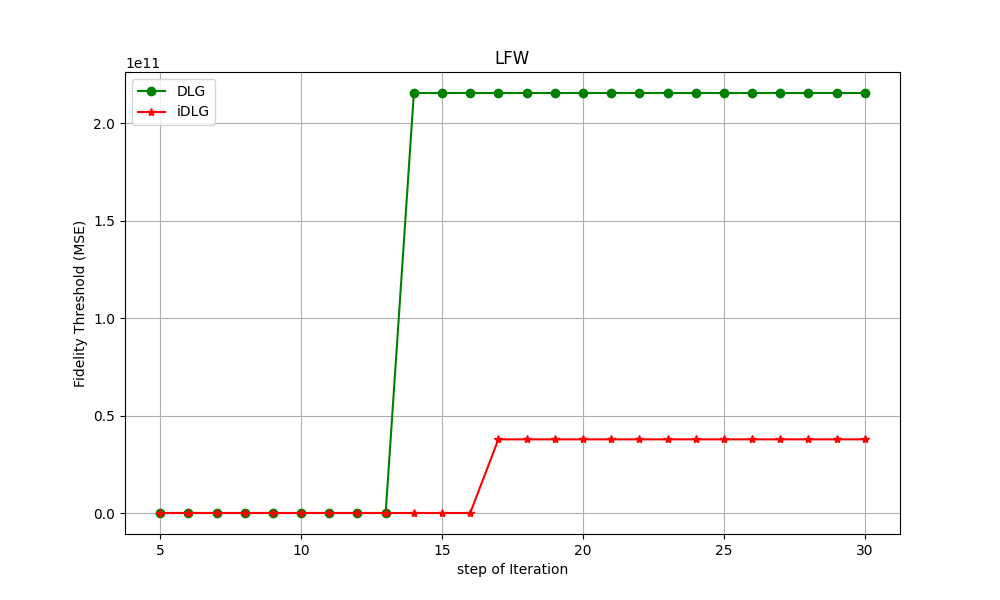 LFW
1e11
DLG
iDLG
2.0
1.5
1.0
0.5
0.0
Fidelity Threshold (MSE)
5 10 15 20 25 30
step of Iteration